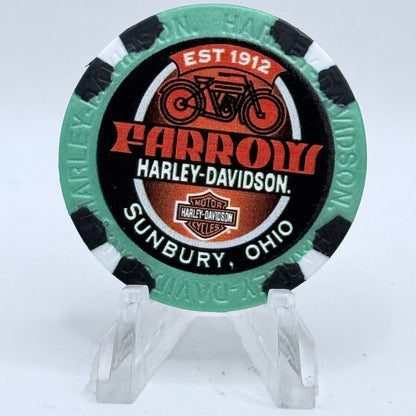 EST 1912
FARROW
HARLEY-DAVIDSON.
MOTOR
HARLEY-DAVIDSON
CYCLES
SUNBURY, OHIO
HARLEY-DAVIDSON
HARLEY-DAVIDSON